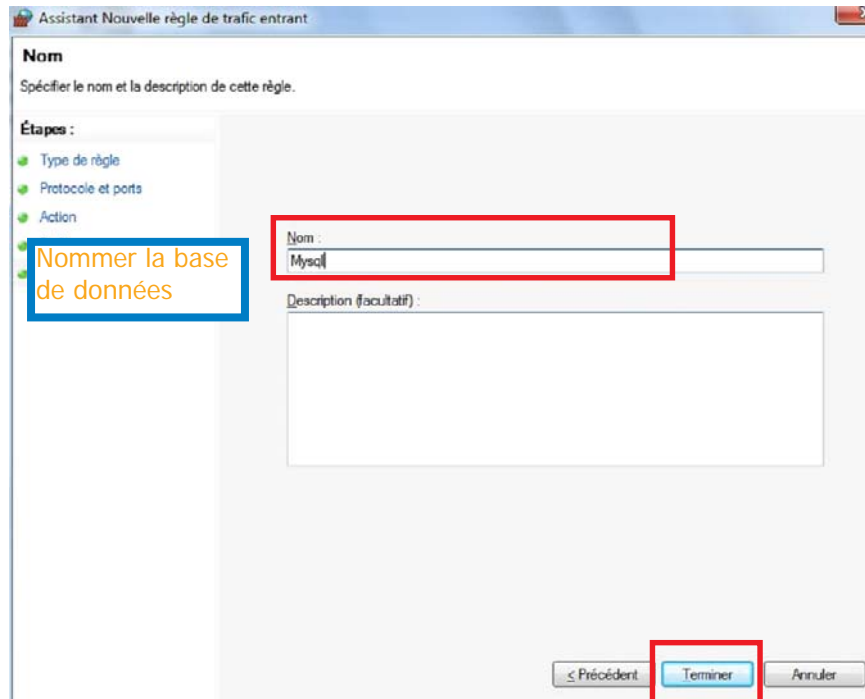 Assistant Nouvelle règle de trafic entrant
Nom
Spécifier le nom et la description de cette règle.
Étapes :
Type de règle
Protocole et ports
Action
Nommer la base
de données
Nom :
Mysql
Description (facultatif) :
< Précédent
Terminer
Annuler